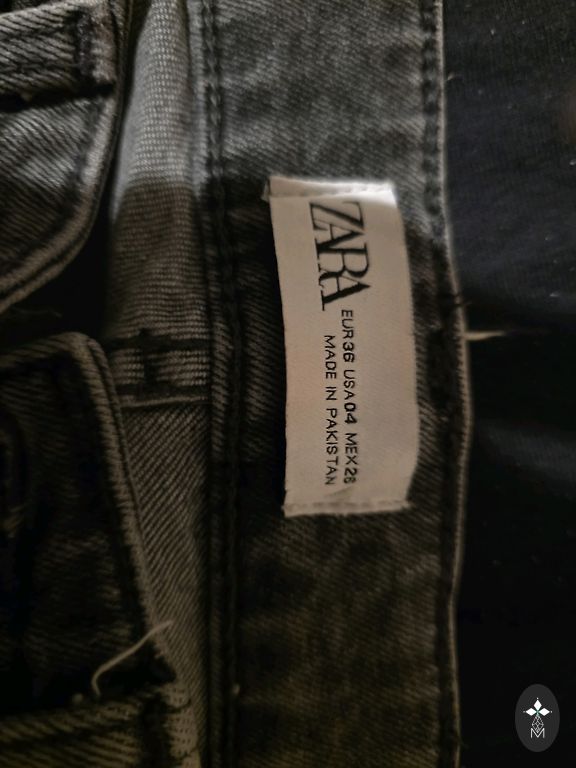 ZARA
EUR 36 USA 04 MEX 26
MADE IN PAKISTAN
M